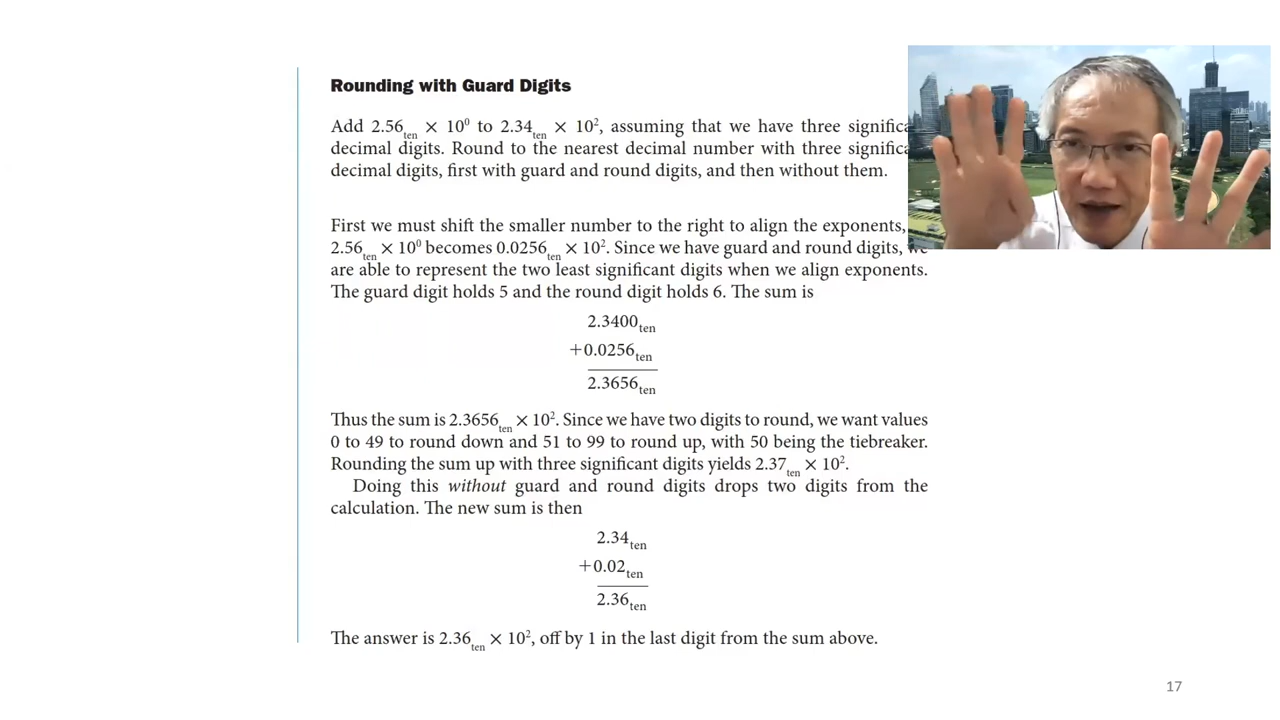 Rounding with Guard Digits
Add 2.56ten × 10⁰ to 2.34ten × 10², assuming that we have three
decimal digits. Round to the nearest decimal number with three
decimal digits, first with guard and round digits, and then without them.
First we must shift the smaller number to the right to align the exponents,
2.56ten × 10⁰ becomes 0.0256ten × 10². Since we have guard and round digits, we
are able to represent the two least significant digits when we align exponents.
The guard digit holds 5 and the round digit holds 6. The sum is
2.3400ten
+0.0256ten
2.3656ten
Thus the sum is 2.3656ten × 10². Since we have two digits to round, we want values
0 to 49 to round down and 51 to 99 to round up, with 50 being the tiebreaker.
Rounding the sum up with three significant digits yields 2.37ten × 10².
Doing this without guard and round digits drops two digits from the
calculation. The new sum is then
2.34ten
+0.02ten
2.36ten
The answer is 2.36ten × 10², off by 1 in the last digit from the sum above.
17